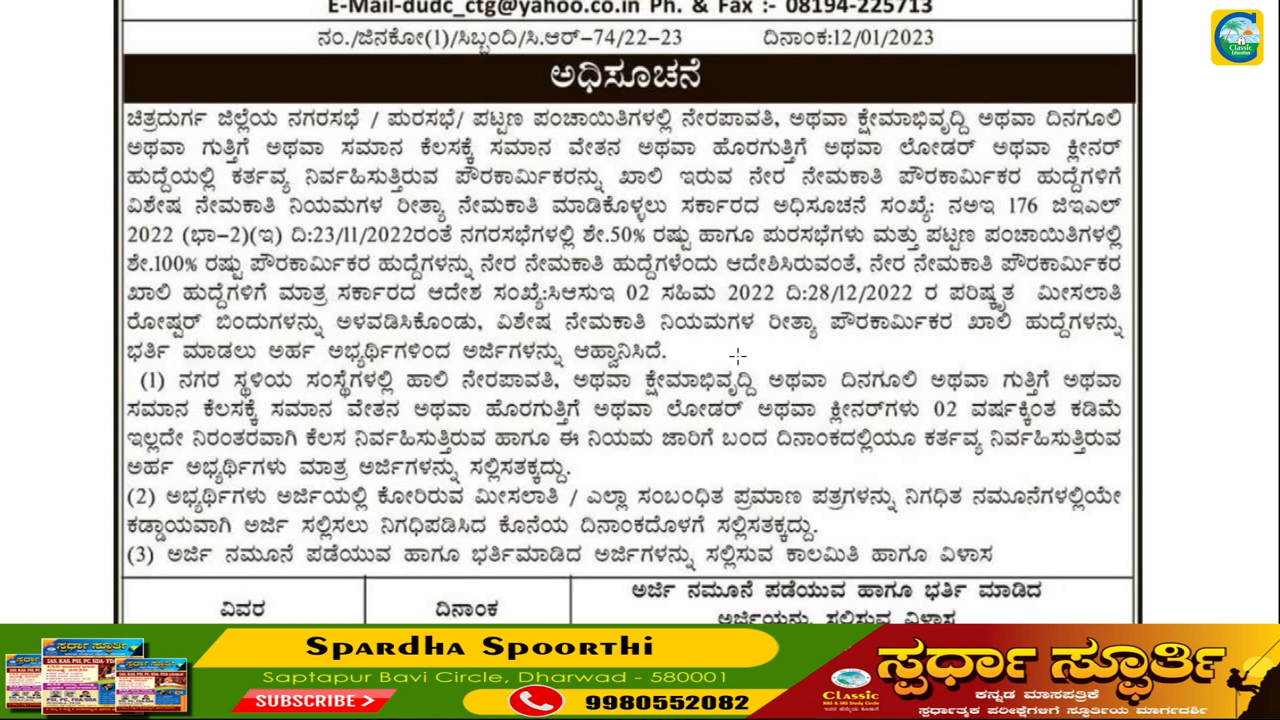 E-Mail-dudc_ctg@yahoo.co.in Ph. & Fax :- 08194-225713
ನಂ./ಜಿನಕೋ(1)/ಸಿಬ್ಬಂದಿ/ಸಿ.ಆರ್-74/22-23 ದಿನಾಂಕ:12/01/2023
Classic
Education
ಅಧಿಸೂಚನೆ
ಚಿತ್ರದುರ್ಗ ಜಿಲ್ಲೆಯ ನಗರಸಭೆ / ಪುರಸಭೆ/ ಪಟ್ಟಣ ಪಂಚಾಯಿತಿಗಳಲ್ಲಿ ನೇರಪಾವತಿ, ಅಥವಾ ಕ್ಷೇಮಾಭಿವೃದ್ದಿ ಅಥವಾ ದಿನಗೂಲಿ
ಅಥವಾ ಗುತ್ತಿಗೆ ಅಥವಾ ಸಮಾನ ಕೆಲಸಕ್ಕೆ ಸಮಾನ ವೇತನ ಅಥವಾ ಹೊರಗುತ್ತಿಗೆ ಅಥವಾ ಲೋಡರ್ ಅಥವಾ ಕ್ಲೀನರ್
ಹುದ್ದೆಯಲ್ಲಿ ಕರ್ತವ್ಯ ನಿರ್ವಹಿಸುತ್ತಿರುವ ಪೌರಕಾರ್ಮಿಕರನ್ನು ಖಾಲಿ ಇರುವ ನೇರ ನೇಮಕಾತಿ ಪೌರಕಾರ್ಮಿಕರ ಹುದ್ದೆಗಳಿಗೆ
ವಿಶೇಷ ನೇಮಕಾತಿ ನಿಯಮಗಳ ರೀತ್ಯಾ ನೇಮಕಾತಿ ಮಾಡಿಕೊಳ್ಳಲು ಸರ್ಕಾರದ ಅಧಿಸೂಚನೆ ಸಂಖ್ಯೆ: ನಅಇ 176 ಜಿಇಎಲ್
2022 (ಭಾ-2)(ಇ) ದಿ:23/11/2022ರಂತೆ ನಗರಸಭೆಗಳಲ್ಲಿ ಶೇ.50% ರಷ್ಟು ಹಾಗೂ ಪುರಸಭೆಗಳು ಮತ್ತು ಪಟ್ಟಣ ಪಂಚಾಯಿತಿಗಳಲ್ಲಿ
ಶೇ.100% ರಷ್ಟು ಪೌರಕಾರ್ಮಿಕರ ಹುದ್ದೆಗಳನ್ನು ನೇರ ನೇಮಕಾತಿ ಹುದ್ದೆಗಳೆಂದು ಆದೇಶಿಸಿರುವಂತೆ, ನೇರ ನೇಮಕಾತಿ ಪೌರಕಾರ್ಮಿಕರ
ಖಾಲಿ ಹುದ್ದೆಗಳಿಗೆ ಮಾತ್ರ ಸರ್ಕಾರದ ಆದೇಶ ಸಂಖ್ಯೆ:ಸಿಆಸುಇ 02 ಸಹಿಮ 2022 ದಿ:28/12/2022 ರ ಪರಿಷ್ಕೃತ ಮೀಸಲಾತಿ
ರೋಷ್ಟರ್ ಬಿಂದುಗಳನ್ನು ಅಳವಡಿಸಿಕೊಂಡು, ವಿಶೇಷ ನೇಮಕಾತಿ ನಿಯಮಗಳ ರೀತ್ಯಾ ಪೌರಕಾರ್ಮಿಕರ ಖಾಲಿ ಹುದ್ದೆಗಳನ್ನು
ಭರ್ತಿ ಮಾಡಲು ಅರ್ಹ ಅಭ್ಯರ್ಥಿಗಳಿಂದ ಅರ್ಜಿಗಳನ್ನು ಆಹ್ವಾನಿಸಿದೆ.
(1) ನಗರ ಸ್ಥಳಿಯ ಸಂಸ್ಥೆಗಳಲ್ಲಿ ಹಾಲಿ ನೇರಪಾವತಿ, ಅಥವಾ ಕ್ಷೇಮಾಭಿವೃದ್ದಿ ಅಥವಾ ದಿನಗೂಲಿ ಅಥವಾ ಗುತ್ತಿಗೆ ಅಥವಾ
ಸಮಾನ ಕೆಲಸಕ್ಕೆ ಸಮಾನ ವೇತನ ಅಥವಾ ಹೊರಗುತ್ತಿಗೆ ಅಥವಾ ಲೋಡರ್ ಅಥವಾ ಕ್ಲೀನರ್‌ಗಳು 02 ವರ್ಷಕ್ಕಿಂತ ಕಡಿಮೆ
ಇಲ್ಲದೇ ನಿರಂತರವಾಗಿ ಕೆಲಸ ನಿರ್ವಹಿಸುತ್ತಿರುವ ಹಾಗೂ ಈ ನಿಯಮ ಜಾರಿಗೆ ಬಂದ ದಿನಾಂಕದಲ್ಲಿಯೂ ಕರ್ತವ್ಯ ನಿರ್ವಹಿಸುತ್ತಿರುವ
ಅರ್ಹ ಅಭ್ಯರ್ಥಿಗಳು ಮಾತ್ರ ಅರ್ಜಿಗಳನ್ನು ಸಲ್ಲಿಸತಕ್ಕದ್ದು.
(2) ಅಭ್ಯರ್ಥಿಗಳು ಅರ್ಜಿಯಲ್ಲಿ ಕೋರಿರುವ ಮೀಸಲಾತಿ / ಎಲ್ಲಾ ಸಂಬಂಧಿತ ಪ್ರಮಾಣ ಪತ್ರಗಳನ್ನು ನಿಗಧಿತ ನಮೂನೆಗಳಲ್ಲಿಯೇ
ಕಡ್ಡಾಯವಾಗಿ ಅರ್ಜಿ ಸಲ್ಲಿಸಲು ನಿಗಧಿಪಡಿಸಿದ ಕೊನೆಯ ದಿನಾಂಕದೊಳಗೆ ಸಲ್ಲಿಸತಕ್ಕದ್ದು.
(3) ಅರ್ಜಿ ನಮೂನೆ ಪಡೆಯುವ ಹಾಗೂ ಭರ್ತಿಮಾಡಿದ ಅರ್ಜಿಗಳನ್ನು ಸಲ್ಲಿಸುವ ಕಾಲಮಿತಿ ಹಾಗೂ ವಿಳಾಸ
ವಿವರ ದಿನಾಂಕ ಅರ್ಜಿ ನಮೂನೆ ಪಡೆಯುವ ಹಾಗೂ ಭರ್ತಿ ಮಾಡಿದ
ಅರ್ಜಿಯನ್ನು ಸಲ್ಲಿಸುವ ವಿಳಾಸ
Spardha Spoorthi
Saptapur Bavi Circle, Dharwad - 580001
SUBSCRIBE
9980552082
ಸ್ಪರ್ಧಾ ಸ್ಫೂರ್ತಿ
ಕನ್ನಡ ಮಾಸಪತ್ರಿಕೆ
ಸ್ಪರ್ಧಾತ್ಮಕ ಪರೀಕ್ಷೆಗಳಿಗೆ ಸ್ಫೂರ್ತಿಯ ಮಾರ್ಗದರ್ಶಿ
Classic